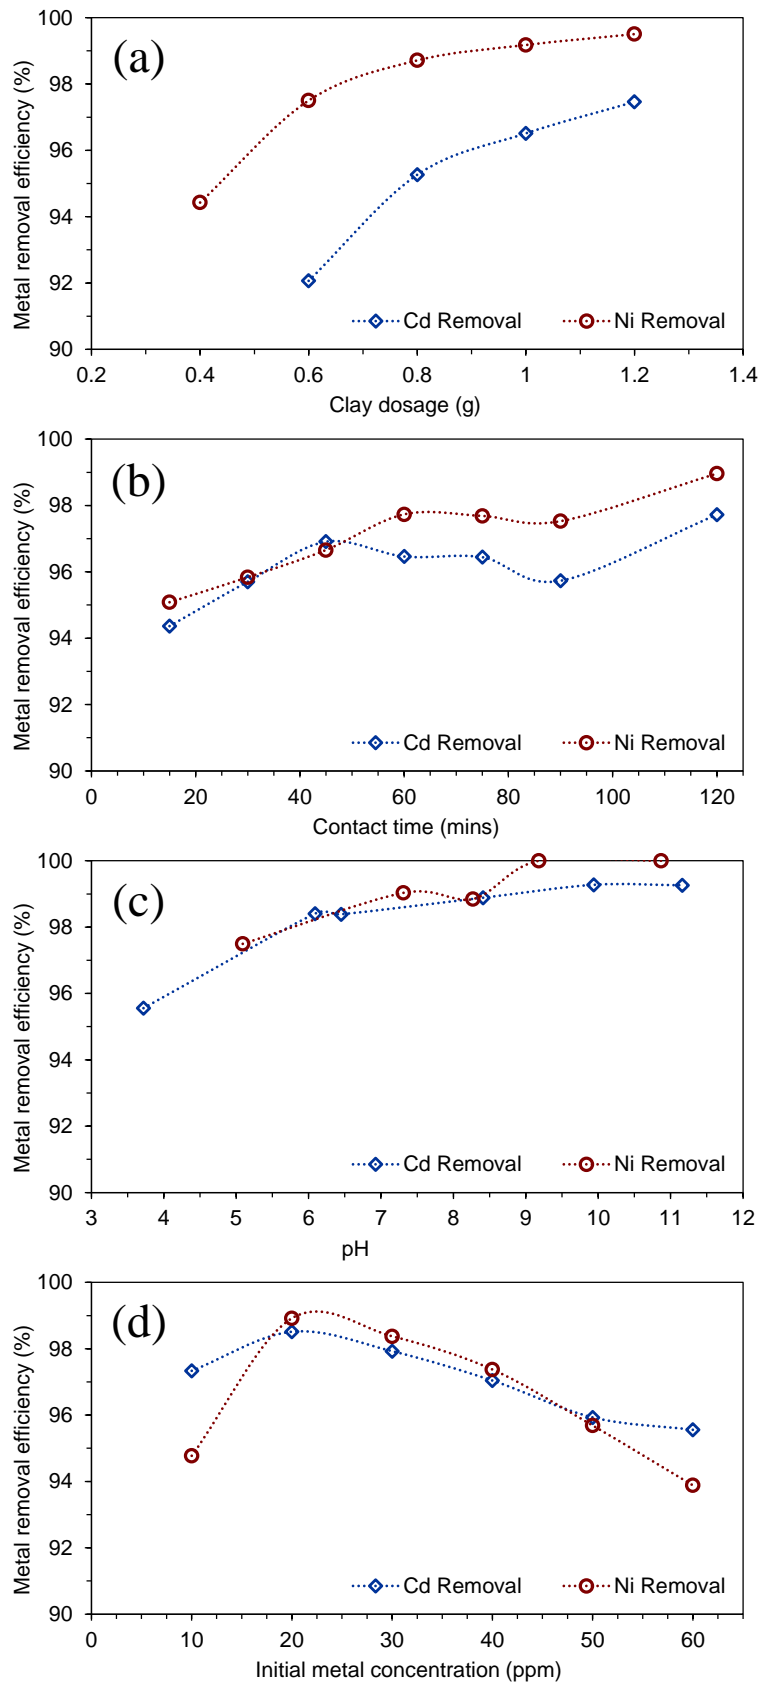 (a)
Metal removal efficiency (%)
100
98
96
94
92
90
Cd Removal Ni Removal
0.2 0.4 0.6 0.8 1 1.2 1.4
Clay dosage (g)
(b)
Metal removal efficiency (%)
100
98
96
94
92
90
Cd Removal Ni Removal
0 20 40 60 80 100 120
Contact time (mins)
(c)
Metal removal efficiency (%)
100
98
96
94
92
90
Cd Removal Ni Removal
3 4 5 6 7 8 9 10 11 12
pH
(d)
Metal removal efficiency (%)
100
98
96
94
92
90
Cd Removal Ni Removal
0 10 20 30 40 50 60
Initial metal concentration (ppm)